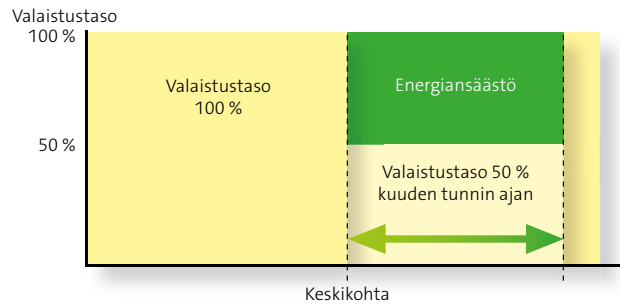 Valaistustaso
100 %
Valaistustaso
100 %
Energiansäästö
50 %
Valaistustaso 50 %
kuuden tunnin ajan
Keskikohta